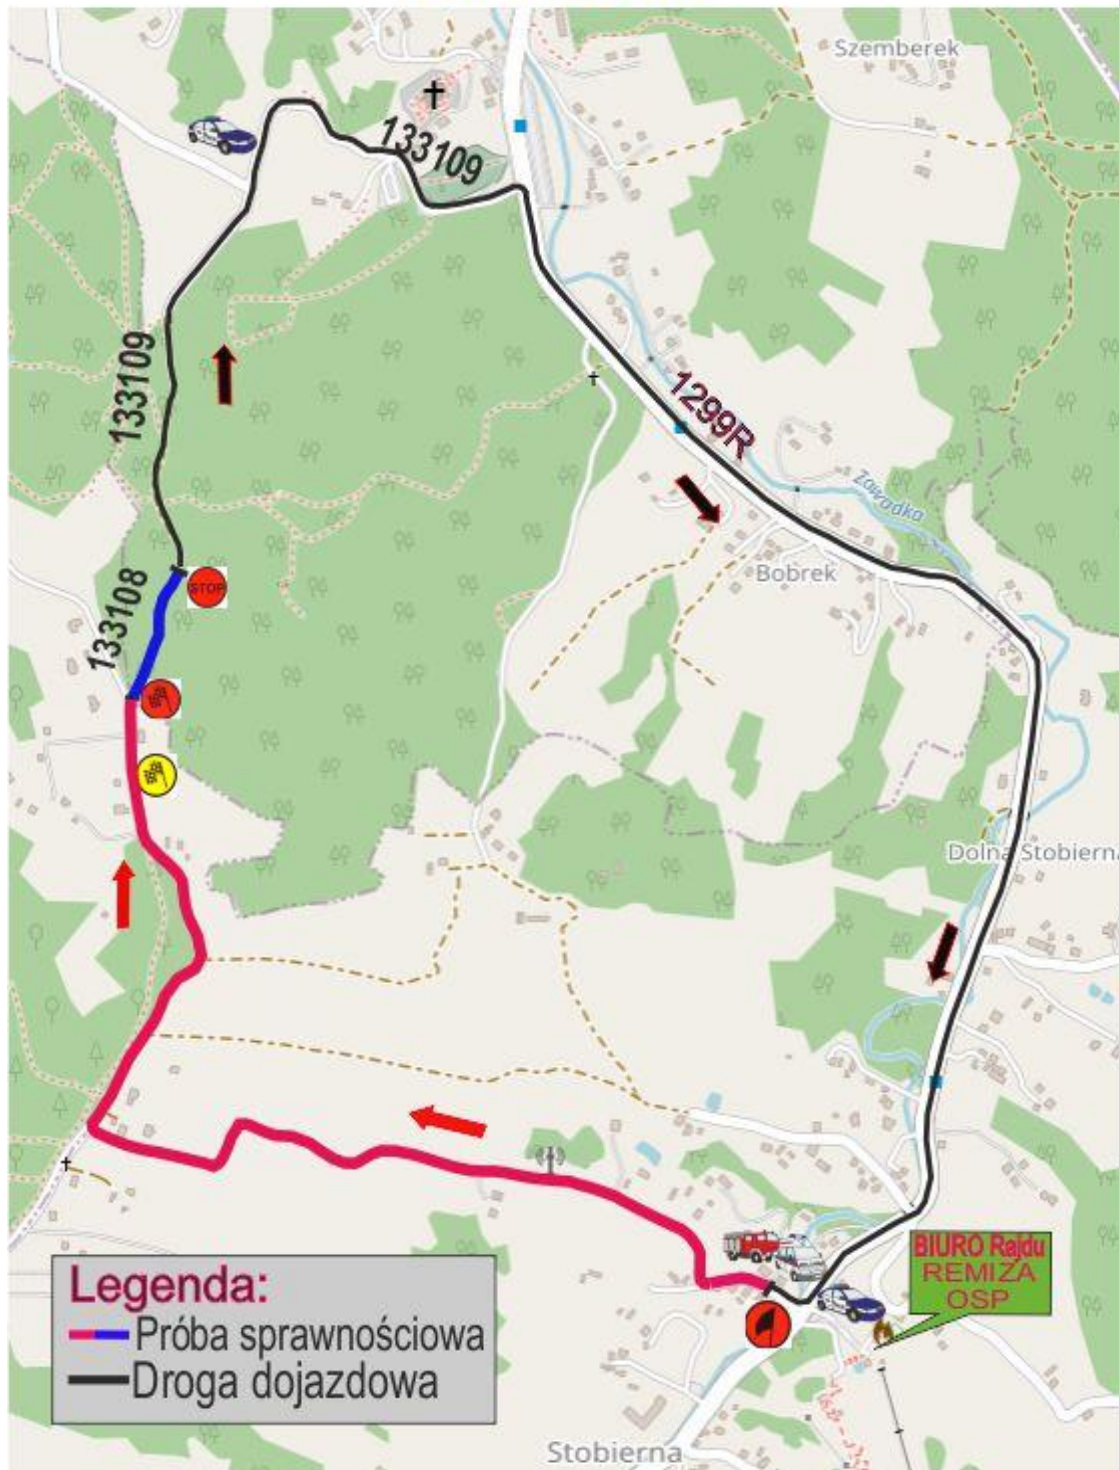 Szemberek
133109
133109
1299R
Zawadka
Bobrek
133108
STOP
Dolna Stobierna
BIURO Rajdu
REMIZA
OSP
Legenda:
Próba sprawnościowa
Droga dojazdowa
Stobierna